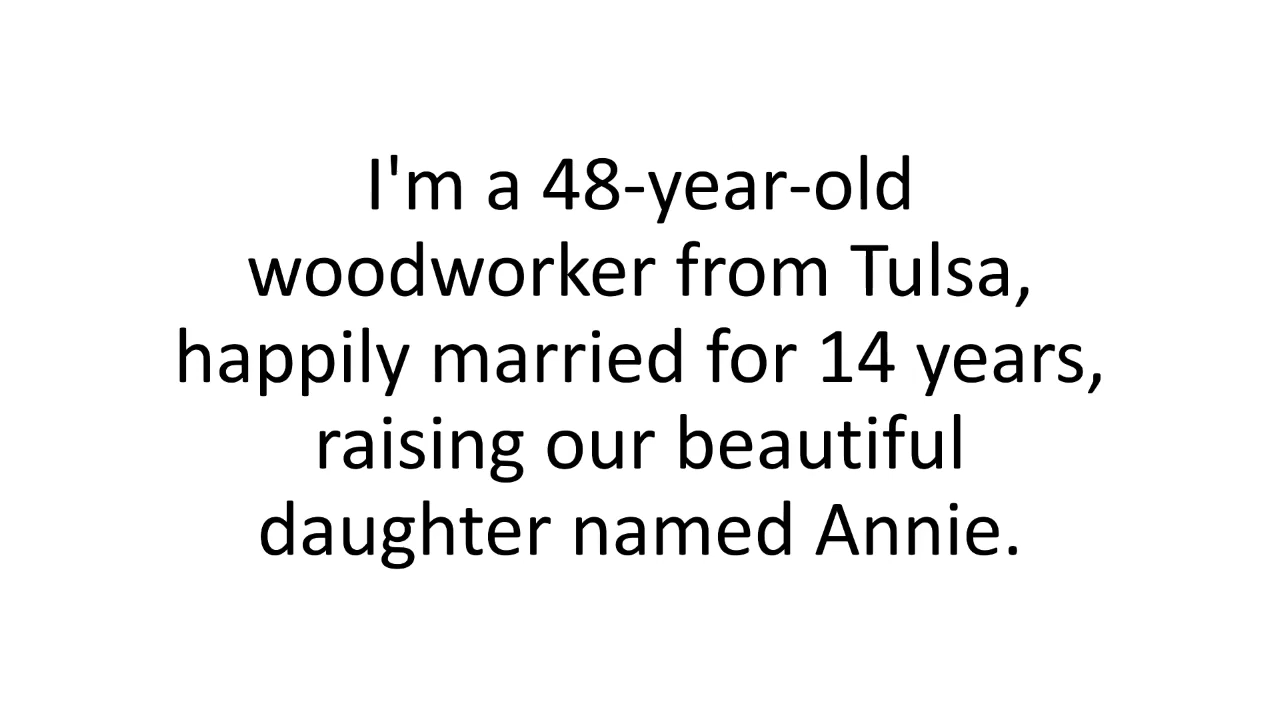 I'm a 48-year-old
woodworker from Tulsa,
happily married for 14 years,
raising our beautiful
daughter named Annie.